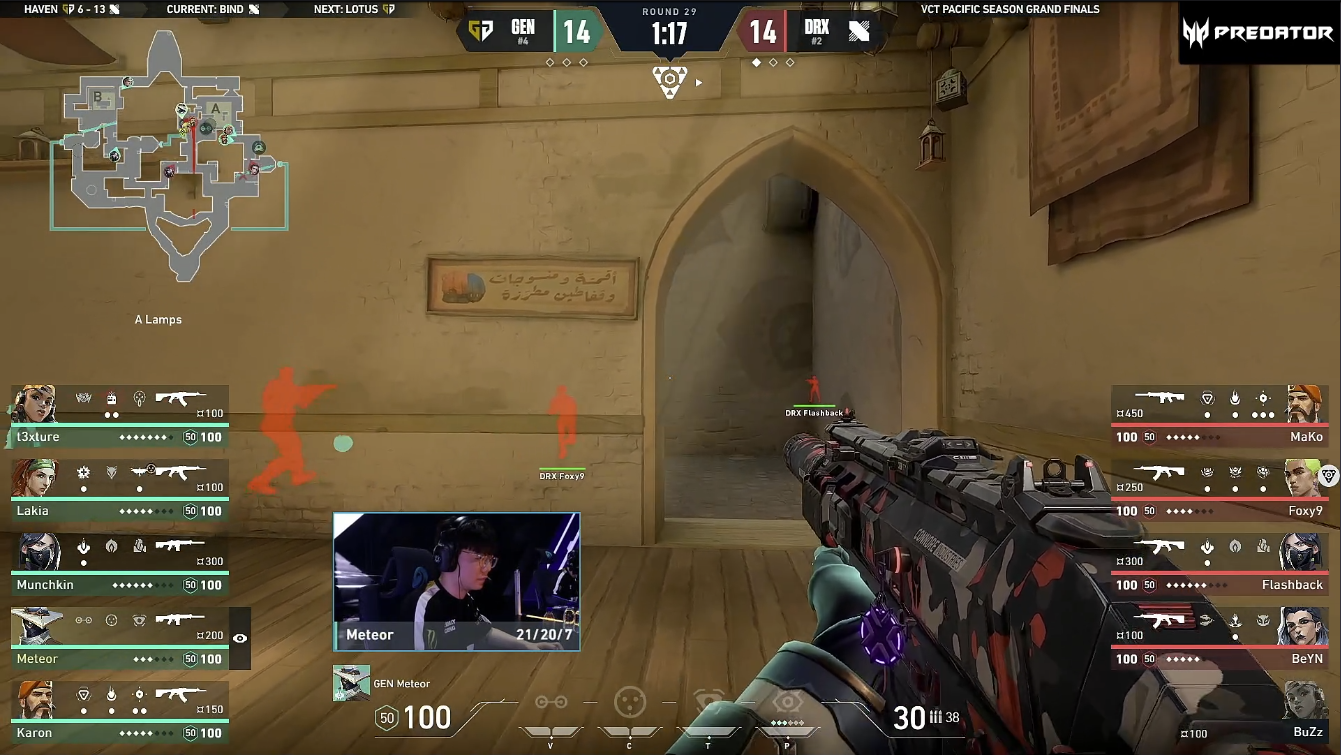 HAVEN 6 - 13
CURRENT: BIND
NEXT: LOTUS
GEN
#4
14
ROUND 29
1:17
14
DRX
#2
VCT PACIFIC SEASON GRAND FINALS
PREDATOR
B
A
A Lamps
أقمشة ومنسوجات
وقفاطين مطرزة
DRX Flashback
DRX Foxy9
100
t3xture
50 100
100
Lakia
50 100
300
Munchkin
50 100
200
Meteor
50 100
150
Karon
50 100
450
100 50
MaKo
250
100 50
Foxy9
300
100 50
Flashback
100
100 50
BeYN
100
BuZz
Meteor
21/20/7
GEN Meteor
50 100
V
C
T
P
30 38